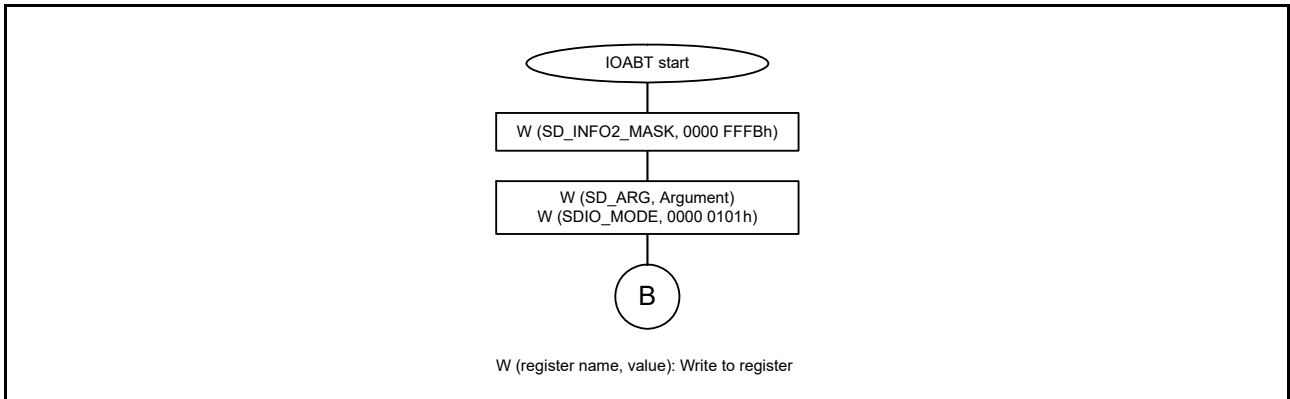 IOABT start
W (SD_INFO2_MASK, 0000 FFFBh)
W (SD_ARG, Argument)
W (SDIO_MODE, 0000 0101h)
B
W (register name, value): Write to register